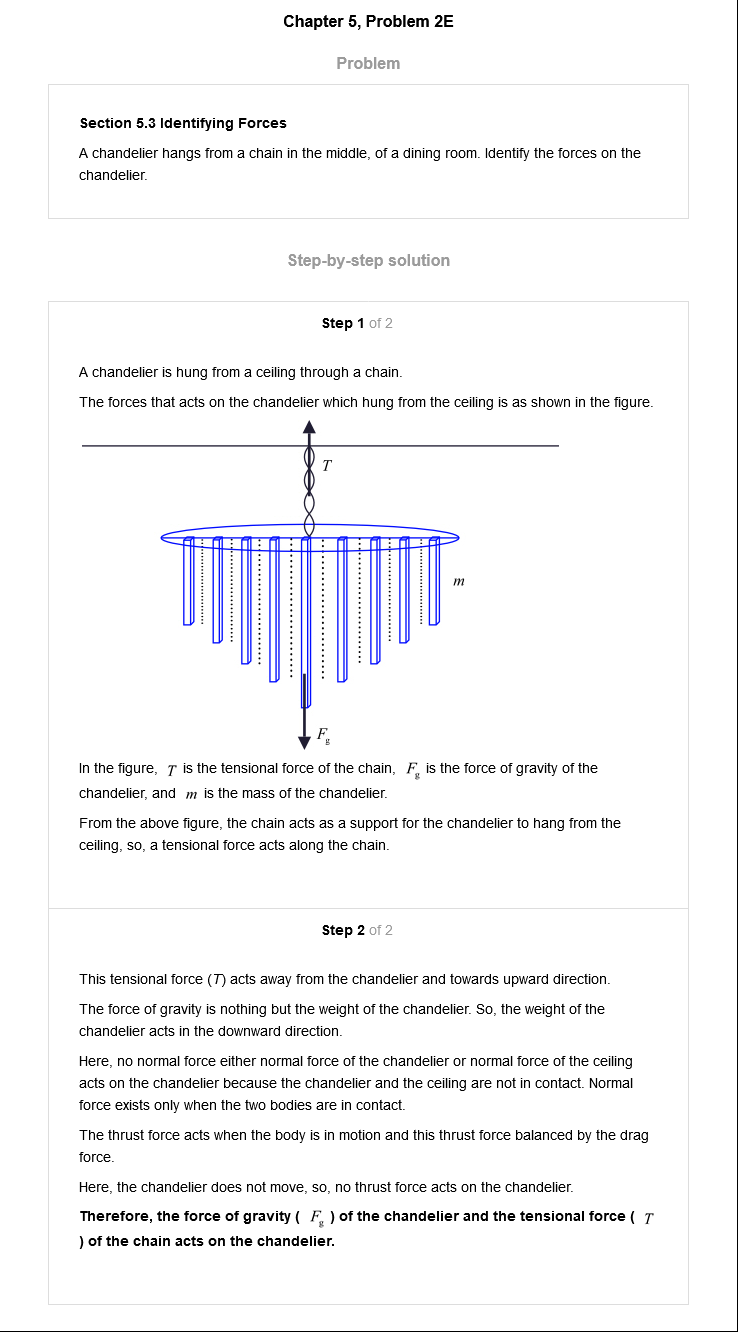 Chapter 5, Problem 2E
Problem
Section 5.3 Identifying Forces
A chandelier hangs from a chain in the middle, of a dining room. Identify the forces on the
chandelier.
Step-by-step solution
Step 1 of 2
A chandelier is hung from a ceiling through a chain.
The forces that acts on the chandelier which hung from the ceiling is as shown in the figure.
T
m
Fg
In the figure, T is the tensional force of the chain, Fg is the force of gravity of the
chandelier, and m is the mass of the chandelier.
From the above figure, the chain acts as a support for the chandelier to hang from the
ceiling, so, a tensional force acts along the chain.
Step 2 of 2
This tensional force (T) acts away from the chandelier and towards upward direction.
The force of gravity is nothing but the weight of the chandelier. So, the weight of the
chandelier acts in the downward direction.
Here, no normal force either normal force of the chandelier or normal force of the ceiling
acts on the chandelier because the chandelier and the ceiling are not in contact. Normal
force exists only when the two bodies are in contact.
The thrust force acts when the body is in motion and this thrust force balanced by the drag
force.
Here, the chandelier does not move, so, no thrust force acts on the chandelier.
Therefore, the force of gravity ( Fg ) of the chandelier and the tensional force ( T
) of the chain acts on the chandelier.